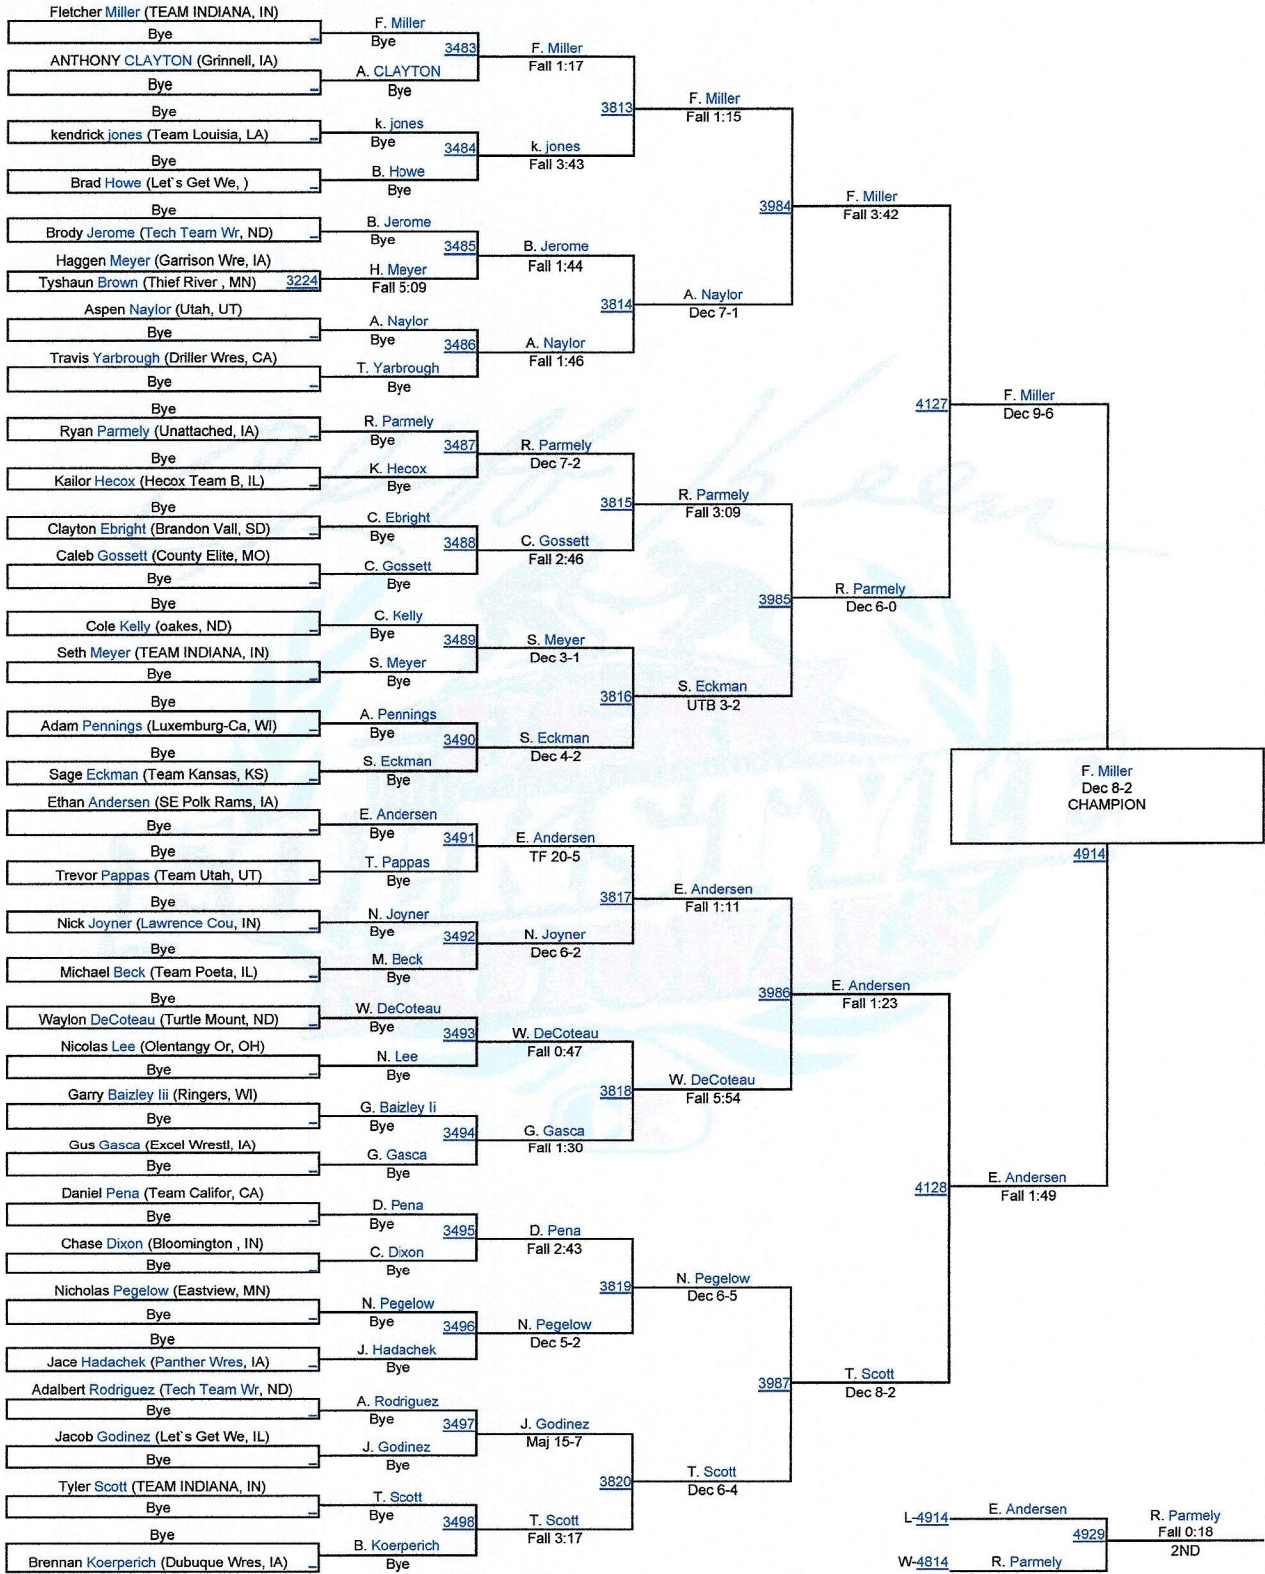 Fletcher Miller (TEAM INDIANA, IN)
Bye
ANTHONY CLAYTON (Grinnell, IA)
Bye
Bye
kendrick jones (Team Louisia, LA)
Bye
Brad Howe (Let`s Get We, )
Bye
Brody Jerome (Tech Team Wr, ND)
Haggen Meyer (Garrison Wre, IA)
Tyshaun Brown (Thief River , MN) 3224
Aspen Naylor (Utah, UT)
Bye
Travis Yarbrough (Driller Wres, CA)
Bye
Bye
Ryan Parmely (Unattached, IA)
Bye
Kailor Hecox (Hecox Team B, IL)
Bye
Clayton Ebright (Brandon Vall, SD)
Caleb Gossett (County Elite, MO)
Bye
Bye
Cole Kelly (oakes, ND)
Seth Meyer (TEAM INDIANA, IN)
Bye
Bye
Adam Pennings (Luxemburg-Ca, WI)
Bye
Sage Eckman (Team Kansas, KS)
Ethan Andersen (SE Polk Rams, IA)
Bye
Bye
Trevor Pappas (Team Utah, UT)
Bye
Nick Joyner (Lawrence Cou, IN)
Bye
Michael Beck (Team Poeta, IL)
Bye
Waylon DeCoteau (Turtle Mount, ND)
Nicolas Lee (Olentangy Or, OH)
Bye
Garry Baizley Iii (Ringers, WI)
Bye
Gus Gasca (Excel Wrestl, IA)
Bye
Daniel Pena (Team Califor, CA)
Bye
Chase Dixon (Bloomington , IN)
Bye
Nicholas Pegelow (Eastview, MN)
Bye
Bye
Jace Hadachek (Panther Wres, IA)
Adalbert Rodriguez (Tech Team Wr, ND)
Bye
Jacob Godinez (Let`s Get We, IL)
Bye
Tyler Scott (TEAM INDIANA, IN)
Bye
Bye
Brennan Koerperich (Dubuque Wres, IA)
F. Miller
Bye
3483
A. CLAYTON
Bye
k. jones
Bye
3484
B. Howe
Bye
B. Jerome
Bye
3485
H. Meyer
Fall 5:09
A. Naylor
Bye
3486
T. Yarbrough
Bye
R. Parmely
Bye
3487
K. Hecox
Bye
C. Ebright
Bye
3488
C. Gossett
Bye
C. Kelly
Bye
3489
S. Meyer
Bye
A. Pennings
Bye
3490
S. Eckman
Bye
E. Andersen
Bye
3491
T. Pappas
Bye
N. Joyner
Bye
3492
M. Beck
Bye
W. DeCoteau
Bye
3493
N. Lee
Bye
G. Baizley Ii
Bye
3494
G. Gasca
Bye
D. Pena
Bye
3495
C. Dixon
Bye
N. Pegelow
Bye
3496
J. Hadachek
Bye
A. Rodriguez
Bye
3497
J. Godinez
Bye
T. Scott
Bye
3498
B. Koerperich
Bye
F. Miller
Fall 1:17
3813
k. jones
Fall 3:43
B. Jerome
Fall 1:44
3814
A. Naylor
Fall 1:46
R. Parmely
Dec 7-2
3815
C. Gossett
Fall 2:46
S. Meyer
Dec 3-1
3816
S. Eckman
Dec 4-2
E. Andersen
TF 20-5
3817
N. Joyner
Dec 6-2
W. DeCoteau
Fall 0:47
3818
G. Gasca
Fall 1:30
D. Pena
Fall 2:43
3819
N. Pegelow
Dec 5-2
J. Godinez
Maj 15-7
3820
T. Scott
Fall 3:17
F. Miller
Fall 1:15
3984
A. Naylor
Dec 7-1
R. Parmely
Fall 3:09
3985
S. Eckman
UTB 3-2
E. Andersen
Fall 1:11
3986
W. DeCoteau
Fall 5:54
N. Pegelow
Dec 6-5
3987
T. Scott
Dec 6-4
F. Miller
Fall 3:42
4127
R. Parmely
Dec 6-0
E. Andersen
Fall 1:23
4128
T. Scott
Dec 8-2
F. Miller
Dec 9-6
F. Miller
Dec 8-2
CHAMPION
4914
E. Andersen
Fall 1:49
L-4914
E. Andersen
4929
W-4814
R. Parmely
R. Parmely
Fall 0:18
2ND